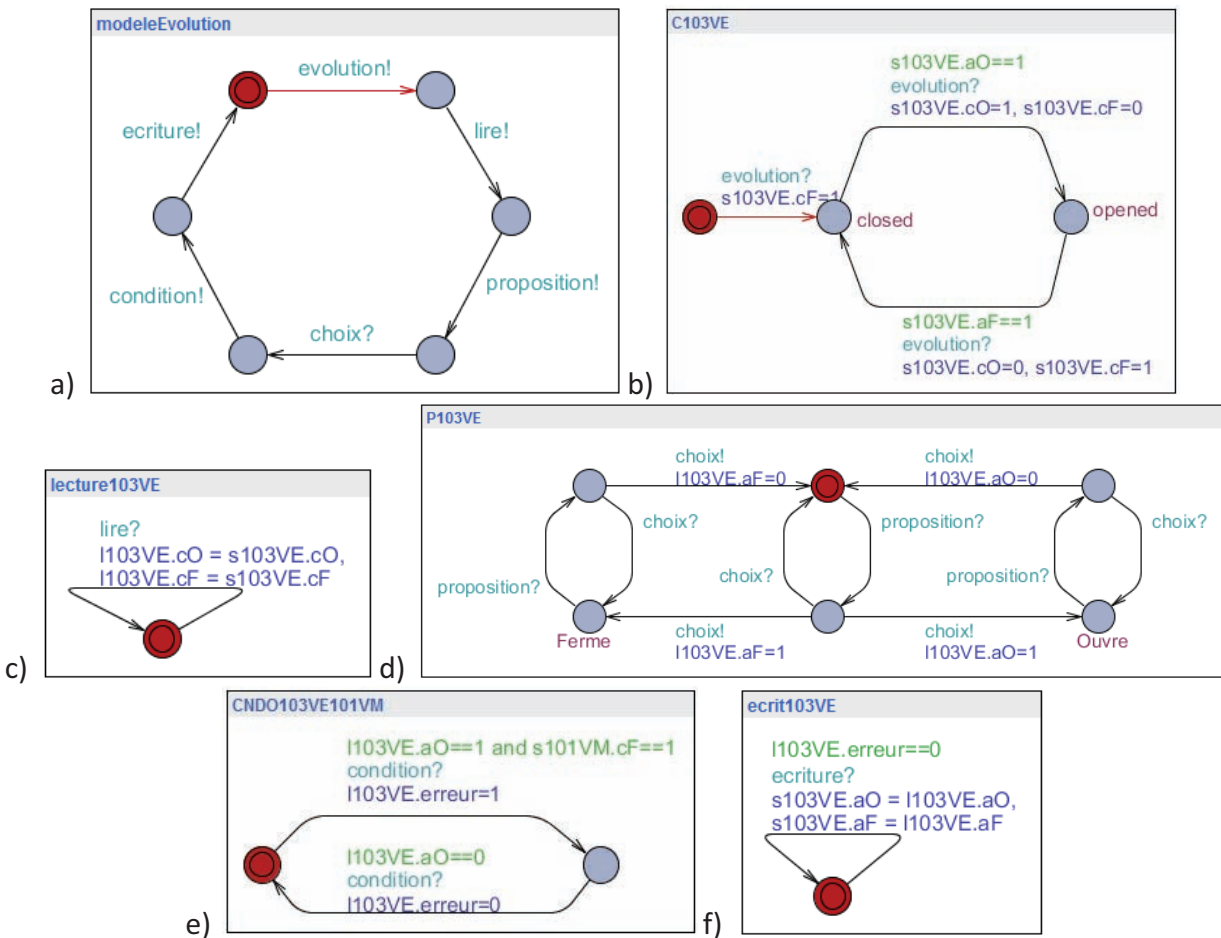 modeleEvolution
evolution!
ecriture!
lire!
proposition!
condition!
choix?
a)
C103VE
s103VE.aO==1
evolution?
s103VE.cO=1, s103VE.cF=0
evolution?
s103VE.cF=1
closed
opened
s103VE.aF==1
evolution?
s103VE.cO=0, s103VE.cF=1
b)
lecture103VE
lire?
l103VE.cO = s103VE.cO,
l103VE.cF = s103VE.cF
c)
P103VE
choix!
l103VE.aF=0
choix!
l103VE.aO=0
choix?
proposition?
choix?
proposition?
choix?
proposition?
Ferme
choix!
l103VE.aF=1
choix!
l103VE.aO=1
Ouvre
d)
CNDO103VE101VM
l103VE.aO==1 and s101VM.cF==1
condition?
l103VE.erreur=1
l103VE.aO==0
condition?
l103VE.erreur=0
e)
ecrit103VE
l103VE.erreur==0
ecriture?
s103VE.aO = l103VE.aO,
s103VE.aF = l103VE.aF
f)